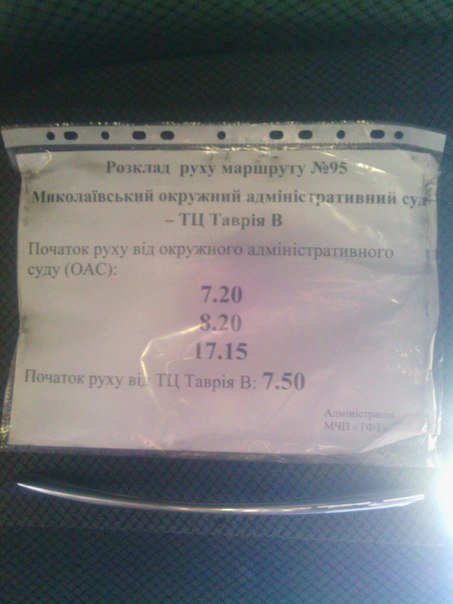 Розклад руху маршруту №95
Миколаївський окружний адміністративний суд
– ТЦ Таврія В
Початок руху від окружного адміністративного
суду (ОАС):
7.20
8.20
17.15
Початок руху від ТЦ Таврія В: 7.50
Адміністрація
МЧП «ТФТ»